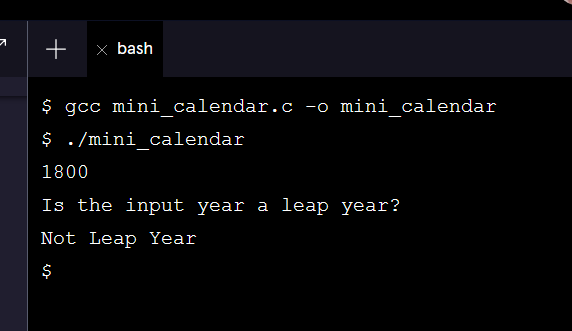 bash
$ gcc mini_calendar.c -o mini_calendar
$ ./mini_calendar
1800
Is the input year a leap year?
Not Leap Year
$